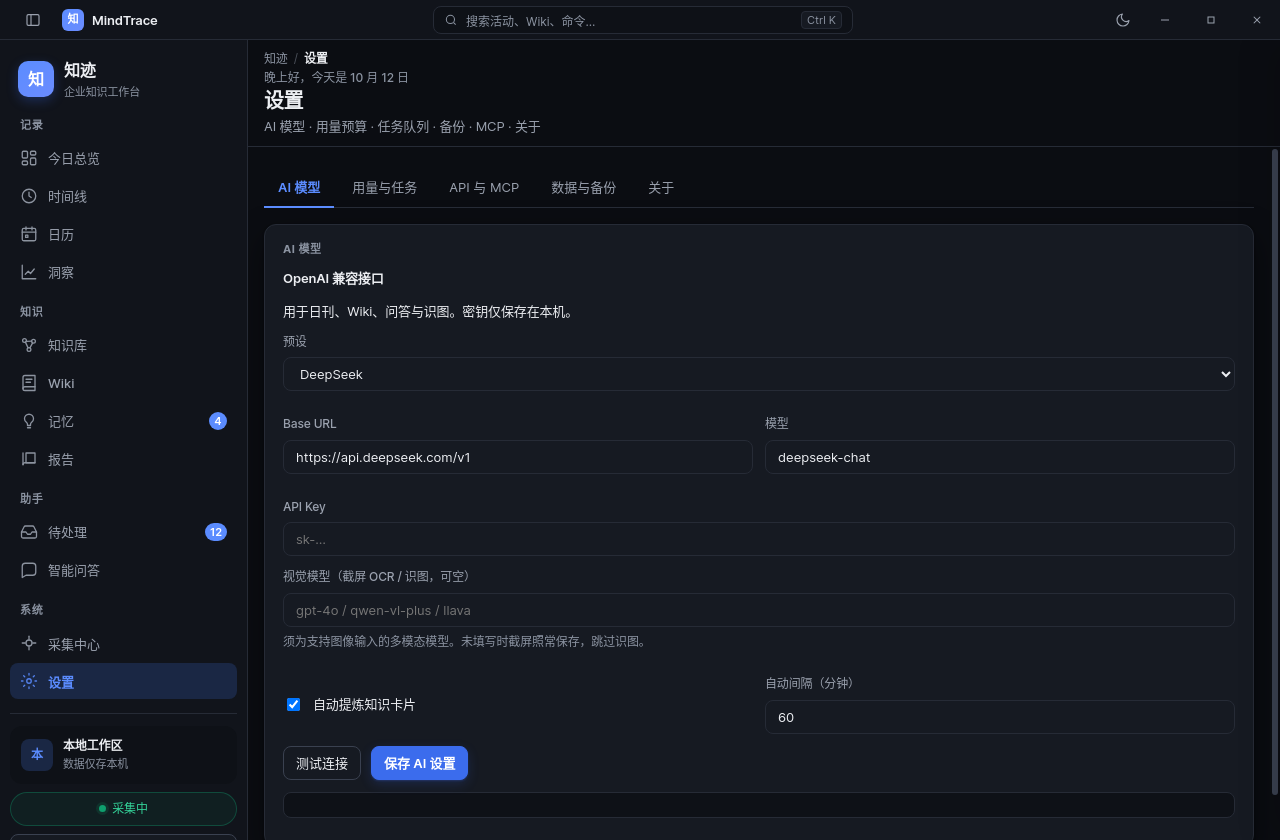 知 MindTrace
搜索活动、Wiki、命令... Ctrl K
知 知迹
企业知识工作台
记录
今日总览
时间线
日历
洞察
知识
知识库
Wiki
记忆 4
报告
助手
待处理 12
智能问答
系统
采集中心
设置
本 本地工作区
数据仅存本机
采集中
知迹 / 设置
晚上好，今天是 10 月 12 日
设置
AI 模型 · 用量预算 · 任务队列 · 备份 · MCP · 关于
AI 模型 用量与任务 API 与 MCP 数据与备份 关于
AI 模型
OpenAI 兼容接口
用于日刊、Wiki、问答与识图。密钥仅保存在本机。
预设
DeepSeek
Base URL 模型
https://api.deepseek.com/v1 deepseek-chat
API Key
sk-...
视觉模型（截屏 OCR / 识图，可空）
gpt-4o / qwen-vl-plus / llava
须为支持图像输入的多模态模型。未填写时截屏照常保存，跳过识图。
自动间隔（分钟）
自动提炼知识卡片 60
测试连接 保存 AI 设置